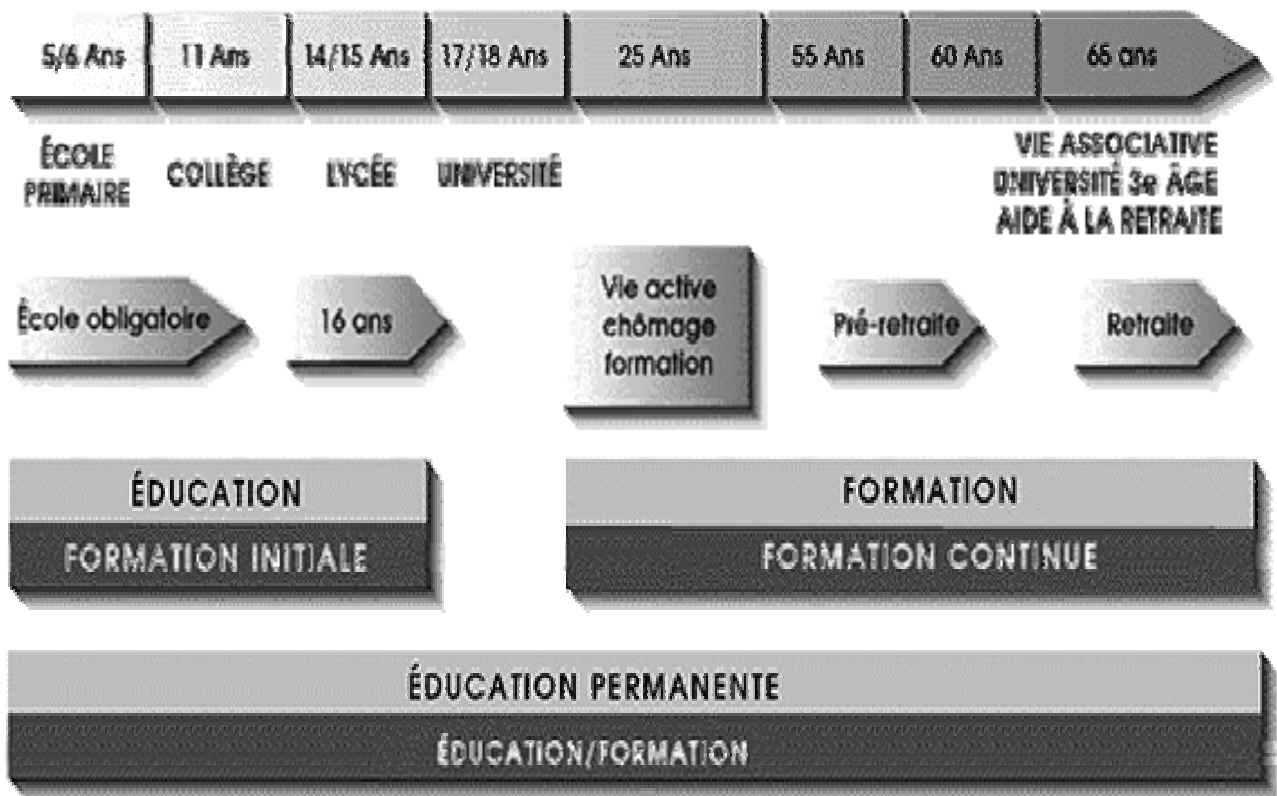 5/6 Ans 11 Ans 14/15 Ans 17/18 Ans 25 Ans 55 Ans 60 Ans 65 ans
ÉCOLE
PRIMAIRE
COLLÈGE
LYCÉE
UNIVERSITÉ
VIE ASSOCIATIVE
UNIVERSITÉ 3e ÂGE
AIDE À LA RETRAITE
École obligatoire
16 ans
Vie active
chômage
formation
Pré-retraite
Retraite
ÉDUCATION
FORMATION INITIALE
FORMATION
FORMATION CONTINUE
ÉDUCATION PERMANENTE
ÉDUCATION/FORMATION